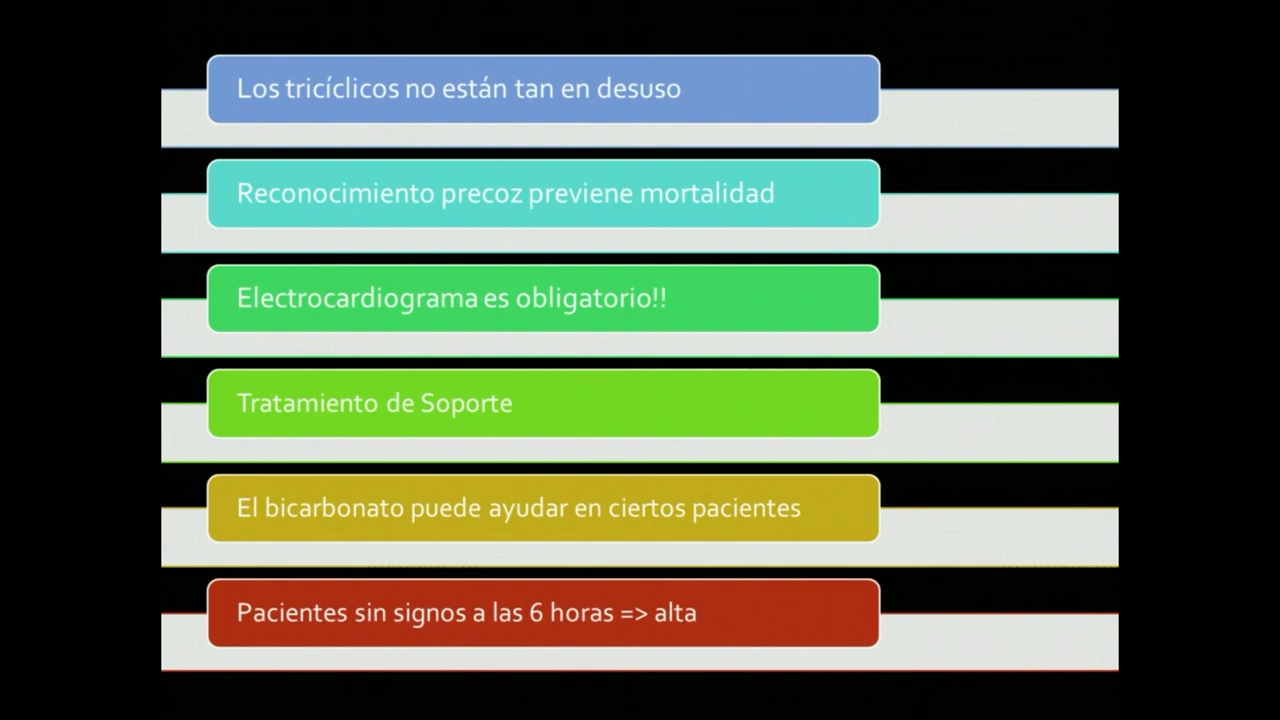 Los tricíclicos no están tan en desuso
Reconocimiento precoz previene mortalidad
Electrocardiograma es obligatorio!!
Tratamiento de Soporte
El bicarbonato puede ayudar en ciertos pacientes
Pacientes sin signos a las 6 horas => alta